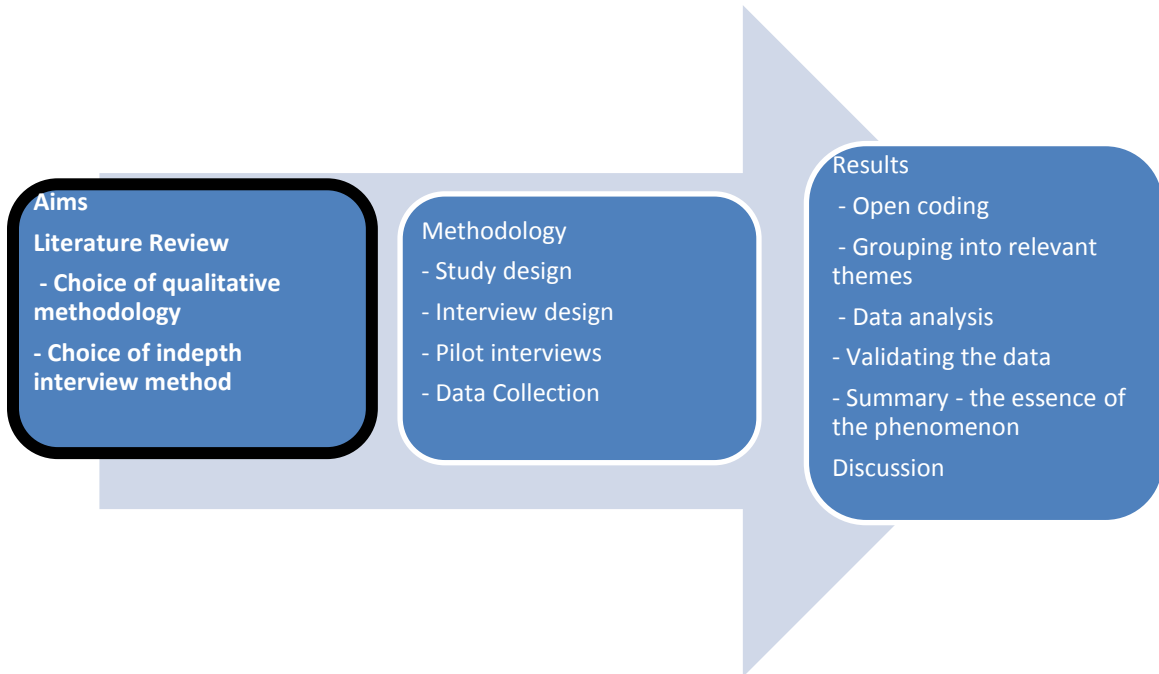 Aims
Literature Review
- Choice of qualitative
methodology
- Choice of indepth
interview method
Methodology
- Study design
- Interview design
- Pilot interviews
- Data Collection
Results
- Open coding
- Grouping into relevant
themes
- Data analysis
- Validating the data
- Summary - the essence of
the phenomenon
Discussion